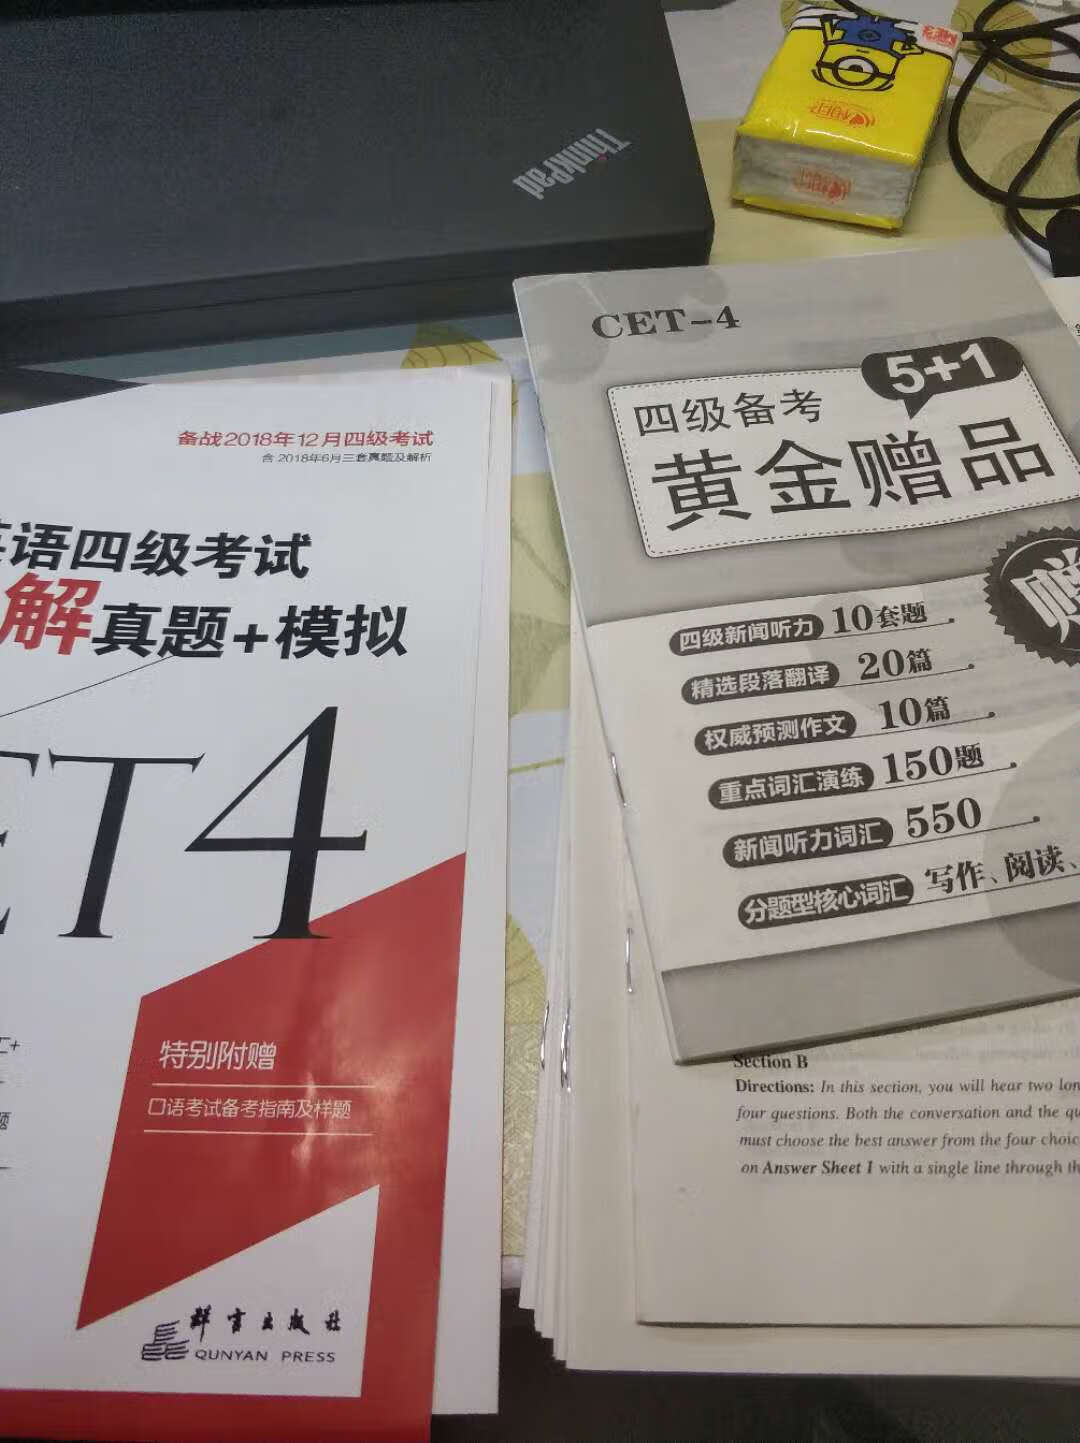 ThinkPad
心相印
备战2018年12月四级考试
含 2018年6月三套真题及解析
英语四级考试
解真题+模拟
ET4
特别附赠
口语考试备考指南及样题
群言出版社
QUNYAN PRESS
CET-4
5+1
四级备考
黄金赠品
赠
四级新闻听力 10套题
精选段落翻译 20篇
权威预测作文 10篇
重点词汇演练 150题
新闻听力词汇 550
分题型核心词汇 写作、阅读、
Section B
Directions: In this section, you will hear two lon
four questions. Both the conversation and the qu
must choose the best answer from the four choic
on Answer Sheet 1 with a single line through th